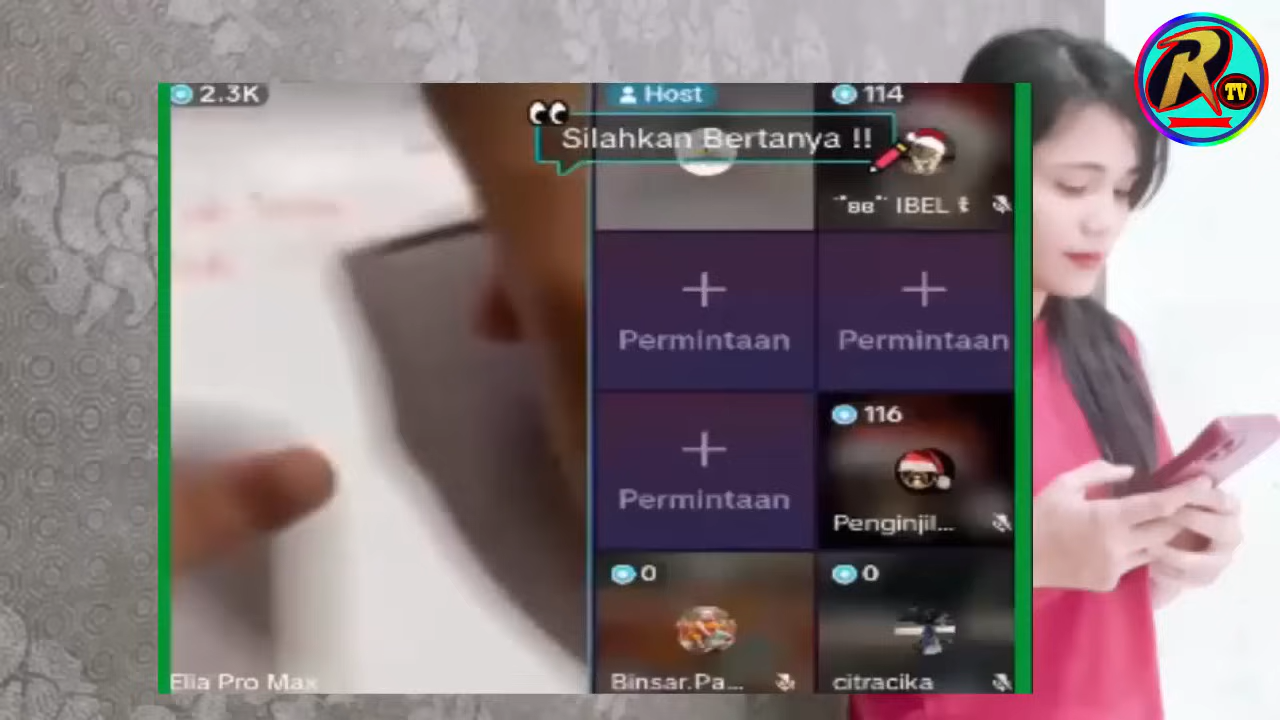 R
TV
2.3K
Host
114
Silahkan Bertanya !!
IBEL
Permintaan
Permintaan
Permintaan
116
Penginjil...
0
0
Elia Pro Max
Binsar.Pa...
citracika